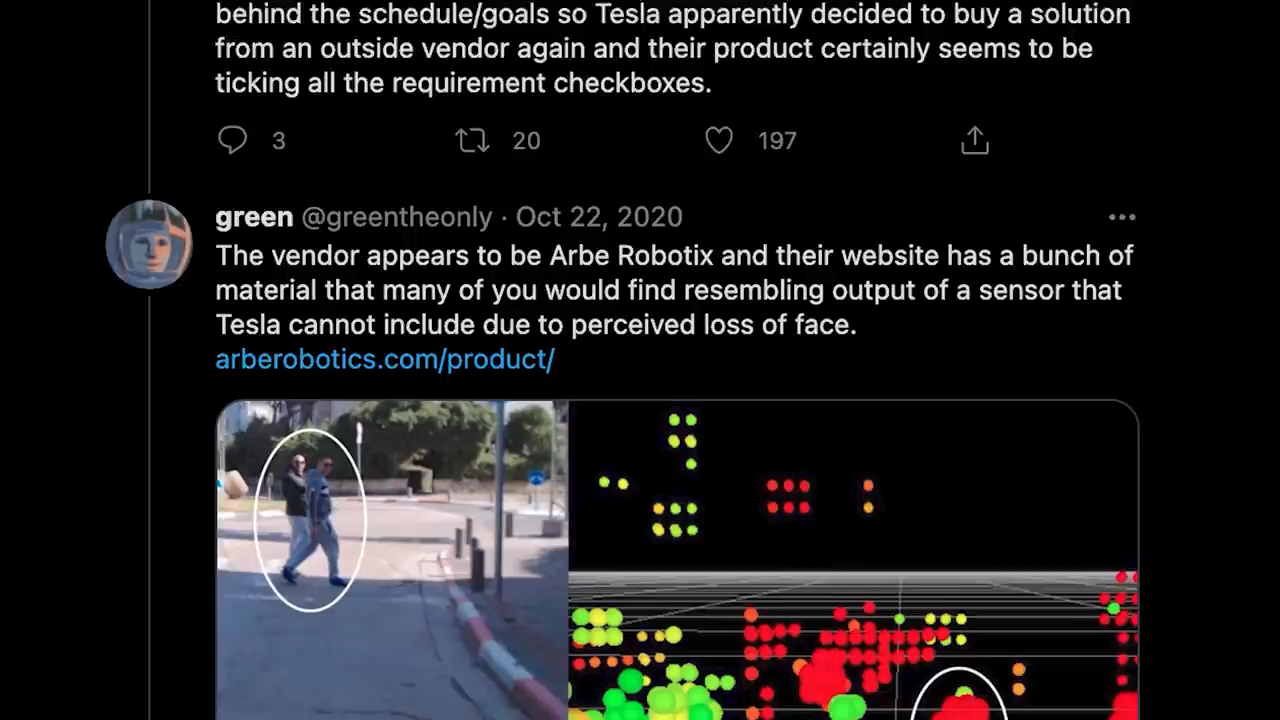 behind the schedule/goals so Tesla apparently decided to buy a solution
from an outside vendor again and their product certainly seems to be
ticking all the requirement checkboxes.
3 20 197
green @greentheonly · Oct 22, 2020
The vendor appears to be Arbe Robotix and their website has a bunch of
material that many of you would find resembling output of a sensor that
Tesla cannot include due to perceived loss of face.
arberobotics.com/product/